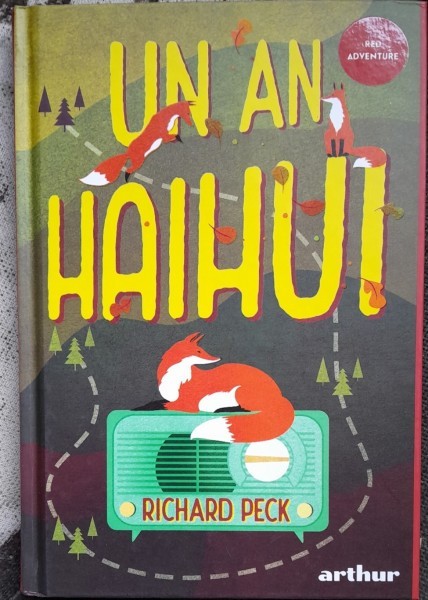 UN AN
HAIHUI
RED
ADVENTURE
RICHARD PECK
arthur